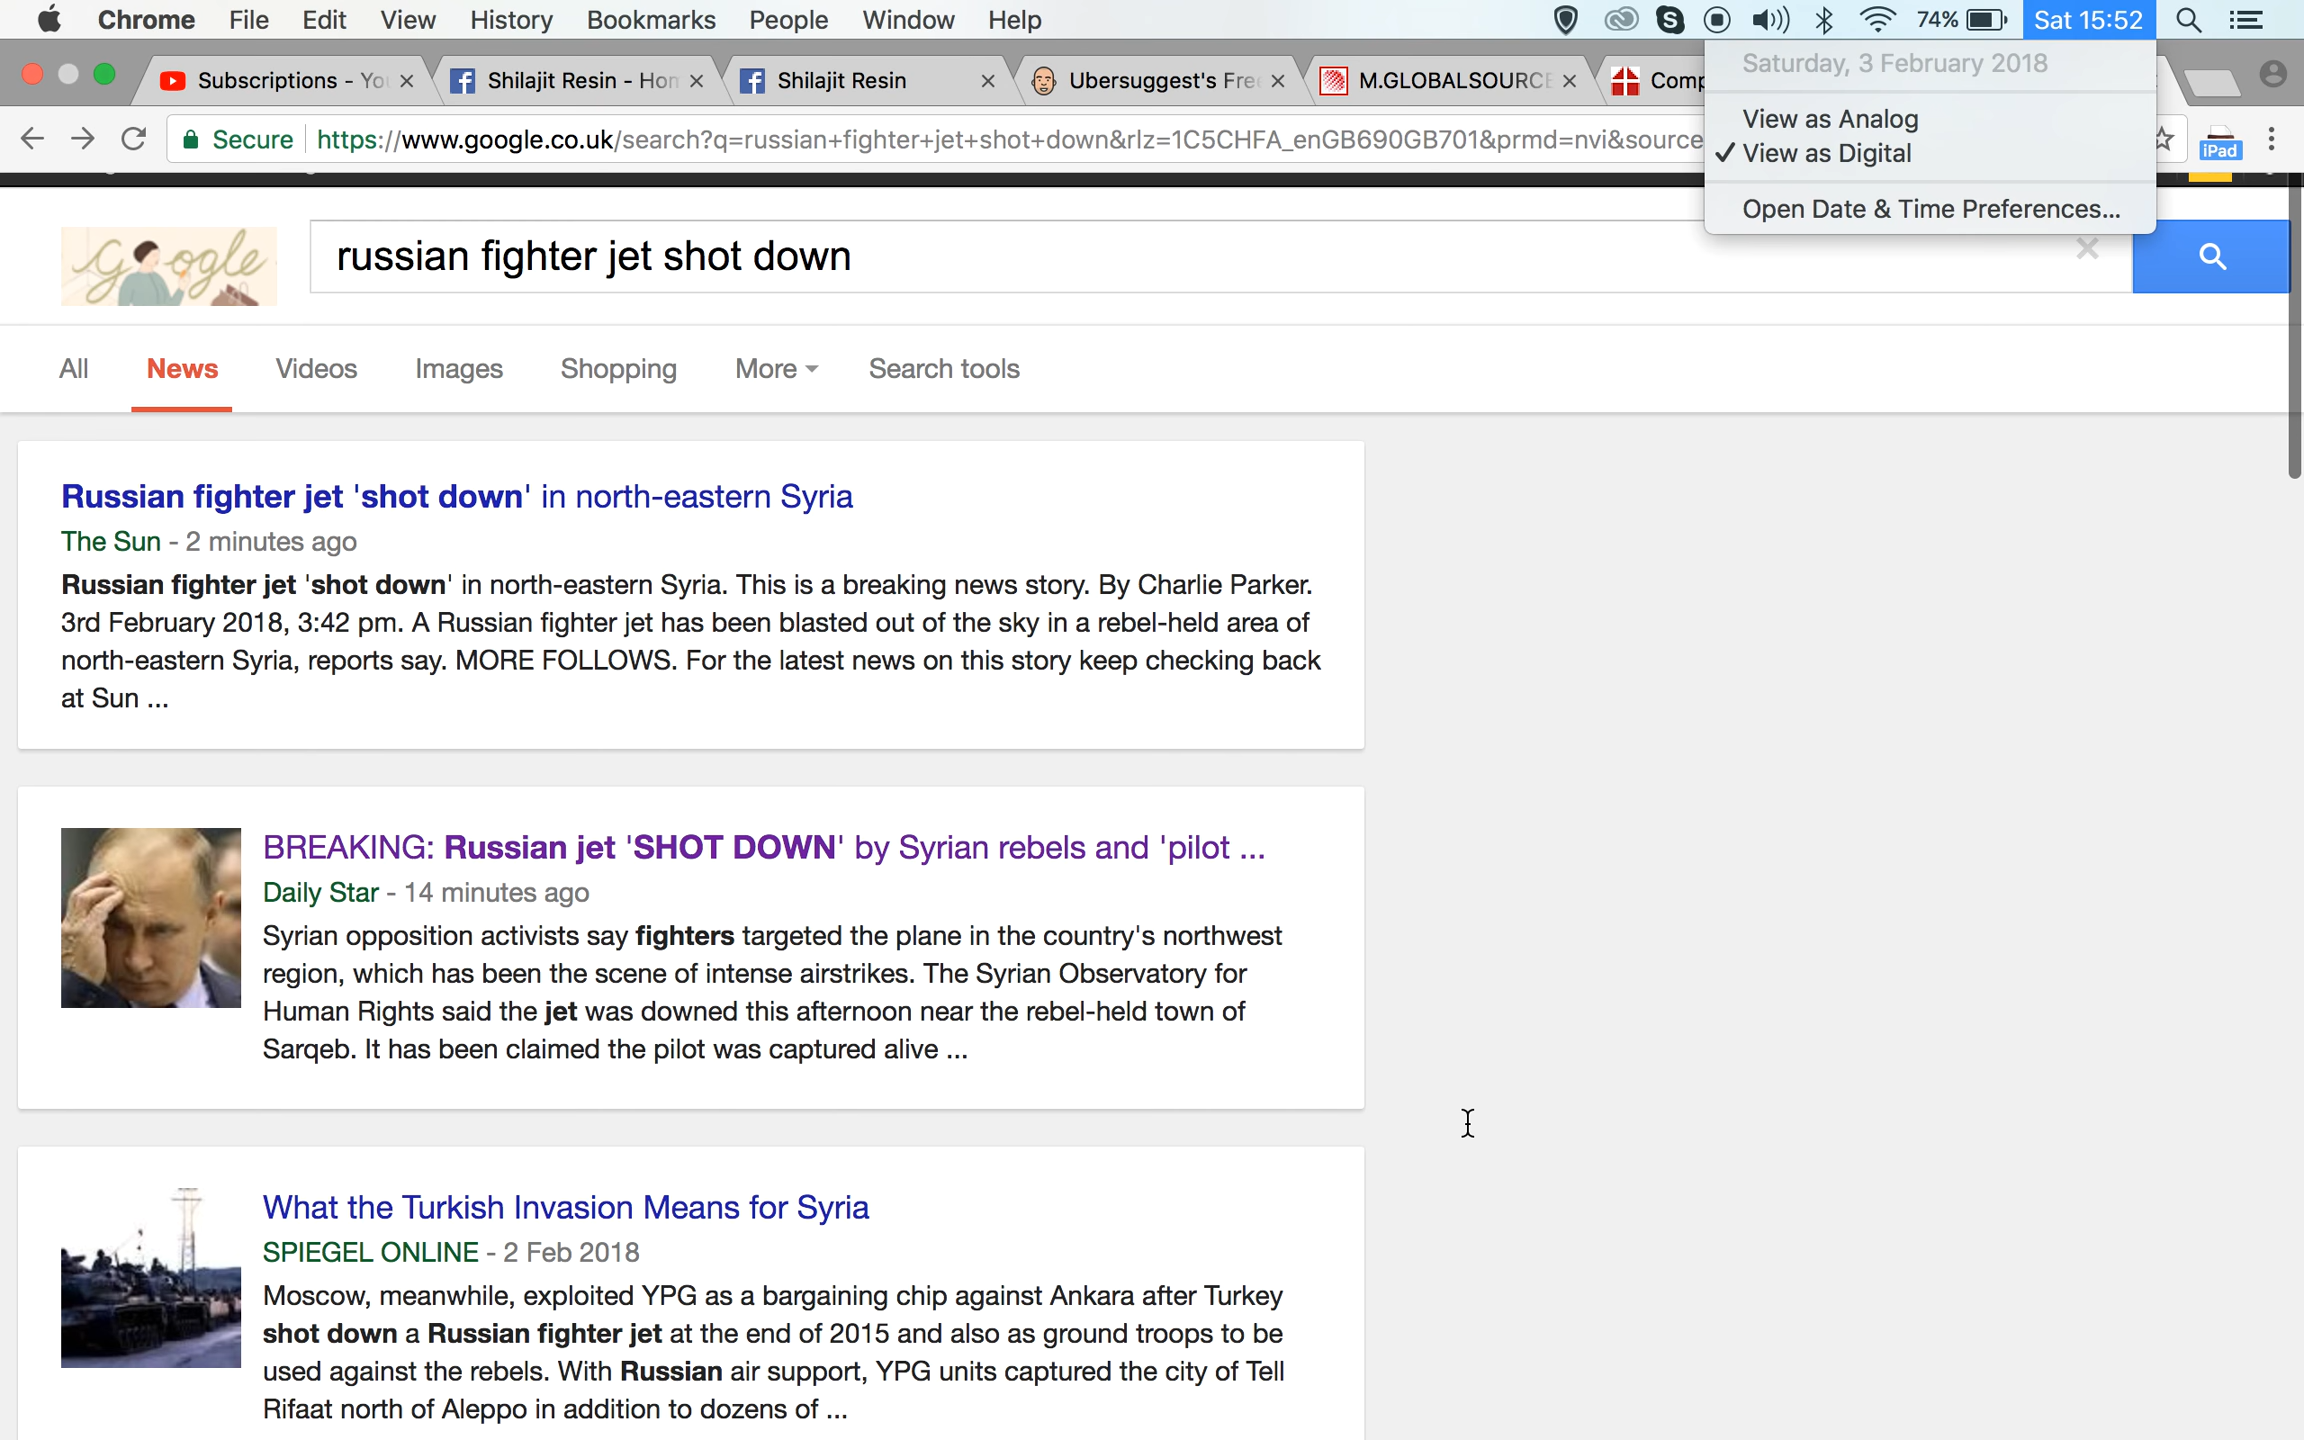 Chrome File Edit View History Bookmarks People Window Help 74% Sat 15:52
Subscriptions - You Shilajit Resin - Hom Shilajit Resin Ubersuggest's Free M.GLOBALSOURCE Comp
Saturday, 3 February 2018
View as Analog
✓ View as Digital
Open Date & Time Preferences...
Secure https://www.google.co.uk/search?q=russian+fighter+jet+shot+down&rlz=1C5CHFA_enGB690GB701&prmd=nvi&source
iPad
Google
russian fighter jet shot down
All News Videos Images Shopping More Search tools
Russian fighter jet 'shot down' in north-eastern Syria
The Sun - 2 minutes ago
Russian fighter jet 'shot down' in north-eastern Syria. This is a breaking news story. By Charlie Parker.
3rd February 2018, 3:42 pm. A Russian fighter jet has been blasted out of the sky in a rebel-held area of
north-eastern Syria, reports say. MORE FOLLOWS. For the latest news on this story keep checking back
at Sun ...
BREAKING: Russian jet 'SHOT DOWN' by Syrian rebels and 'pilot ...
Daily Star - 14 minutes ago
Syrian opposition activists say fighters targeted the plane in the country's northwest
region, which has been the scene of intense airstrikes. The Syrian Observatory for
Human Rights said the jet was downed this afternoon near the rebel-held town of
Sarqeb. It has been claimed the pilot was captured alive ...
What the Turkish Invasion Means for Syria
SPIEGEL ONLINE - 2 Feb 2018
Moscow, meanwhile, exploited YPG as a bargaining chip against Ankara after Turkey
shot down a Russian fighter jet at the end of 2015 and also as ground troops to be
used against the rebels. With Russian air support, YPG units captured the city of Tell
Rifaat north of Aleppo in addition to dozens of ...